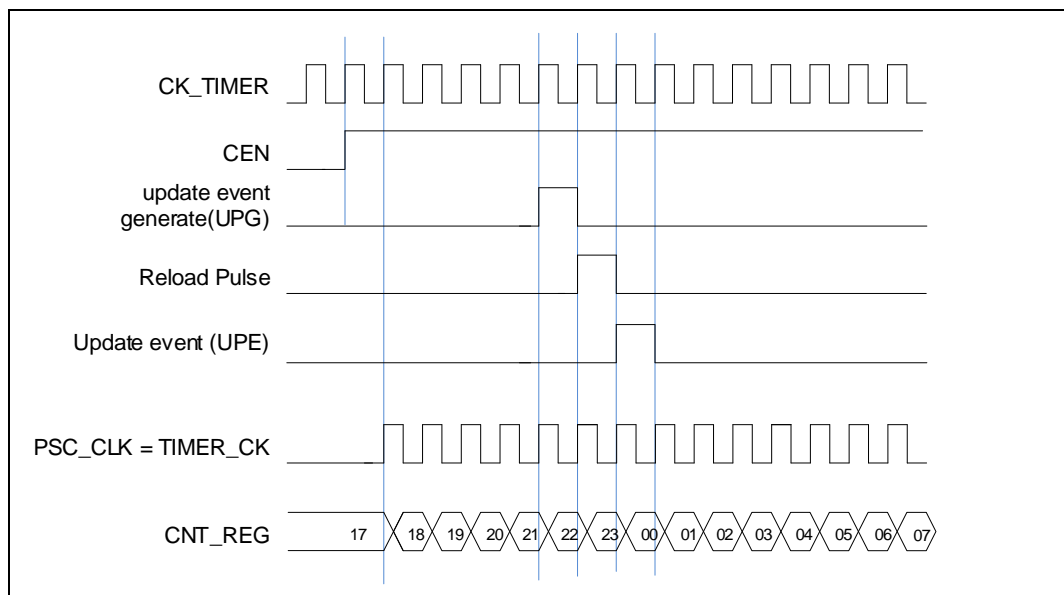 CK_TIMER
CEN
update event
generate(UPG)
Reload Pulse
Update event (UPE)
PSC_CLK = TIMER_CK
CNT_REG 17 18 19 20 21 22 23 00 01 02 03 04 05 06 07